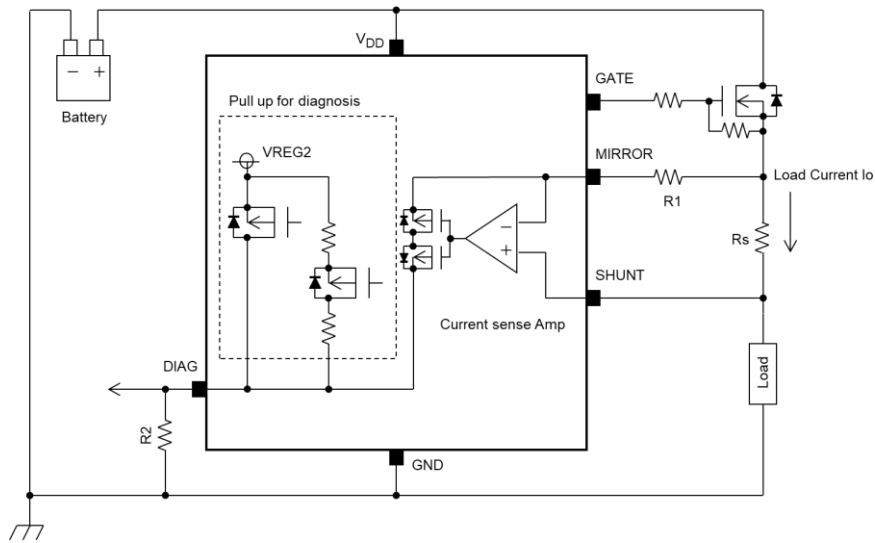 VDD
GATE
− +
Pull up for diagnosis
Battery
VREG2
MIRROR
Load Current Io
R1
−
Rs
+
SHUNT
Current sense Amp
DIAG
Load
R2
GND